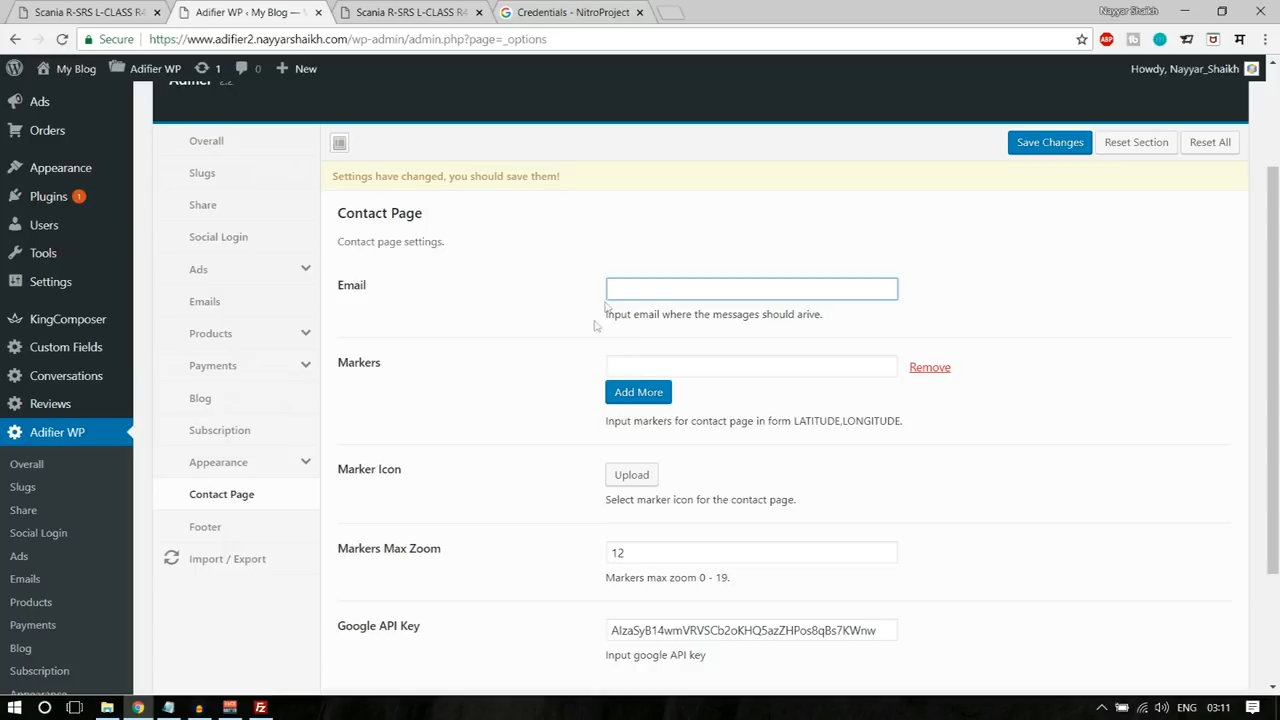 Scania R-SRS L-CLASS R4
Adifier WP ‹ My Blog —
Scania R-SRS L-CLASS R4
Credentials - NitroProject
Nayyar Shaikh
Secure
https://www.adifier2.nayyarshaikh.com/wp-admin/admin.php?page=_options
ABP
My Blog
Adifier WP
1
0
New
Howdy, Nayyar_Shaikh
Ads
Orders
Appearance
Plugins 1
Users
Tools
Settings
KingComposer
Custom Fields
Conversations
Reviews
Adifier WP
Overall
Slugs
Share
Social Login
Ads
Emails
Products
Payments
Blog
Subscription
Appearance
Adifier 2.2
Overall
Slugs
Share
Social Login
Ads
Emails
Products
Payments
Blog
Subscription
Appearance
Contact Page
Footer
Import / Export
Save Changes
Reset Section
Reset All
Settings have changed, you should save them!
Contact Page
Contact page settings.
Email
Input email where the messages should arive.
Markers
Remove
Add More
Input markers for contact page in form LATITUDE,LONGITUDE.
Marker Icon
Upload
Select marker icon for the contact page.
Markers Max Zoom
12
Markers max zoom 0 - 19.
Google API Key
AIzaSyB14wmVRVSCb2oKHQ5azZHPos8qBs7KWnw
Input google API key
ENG
03:11